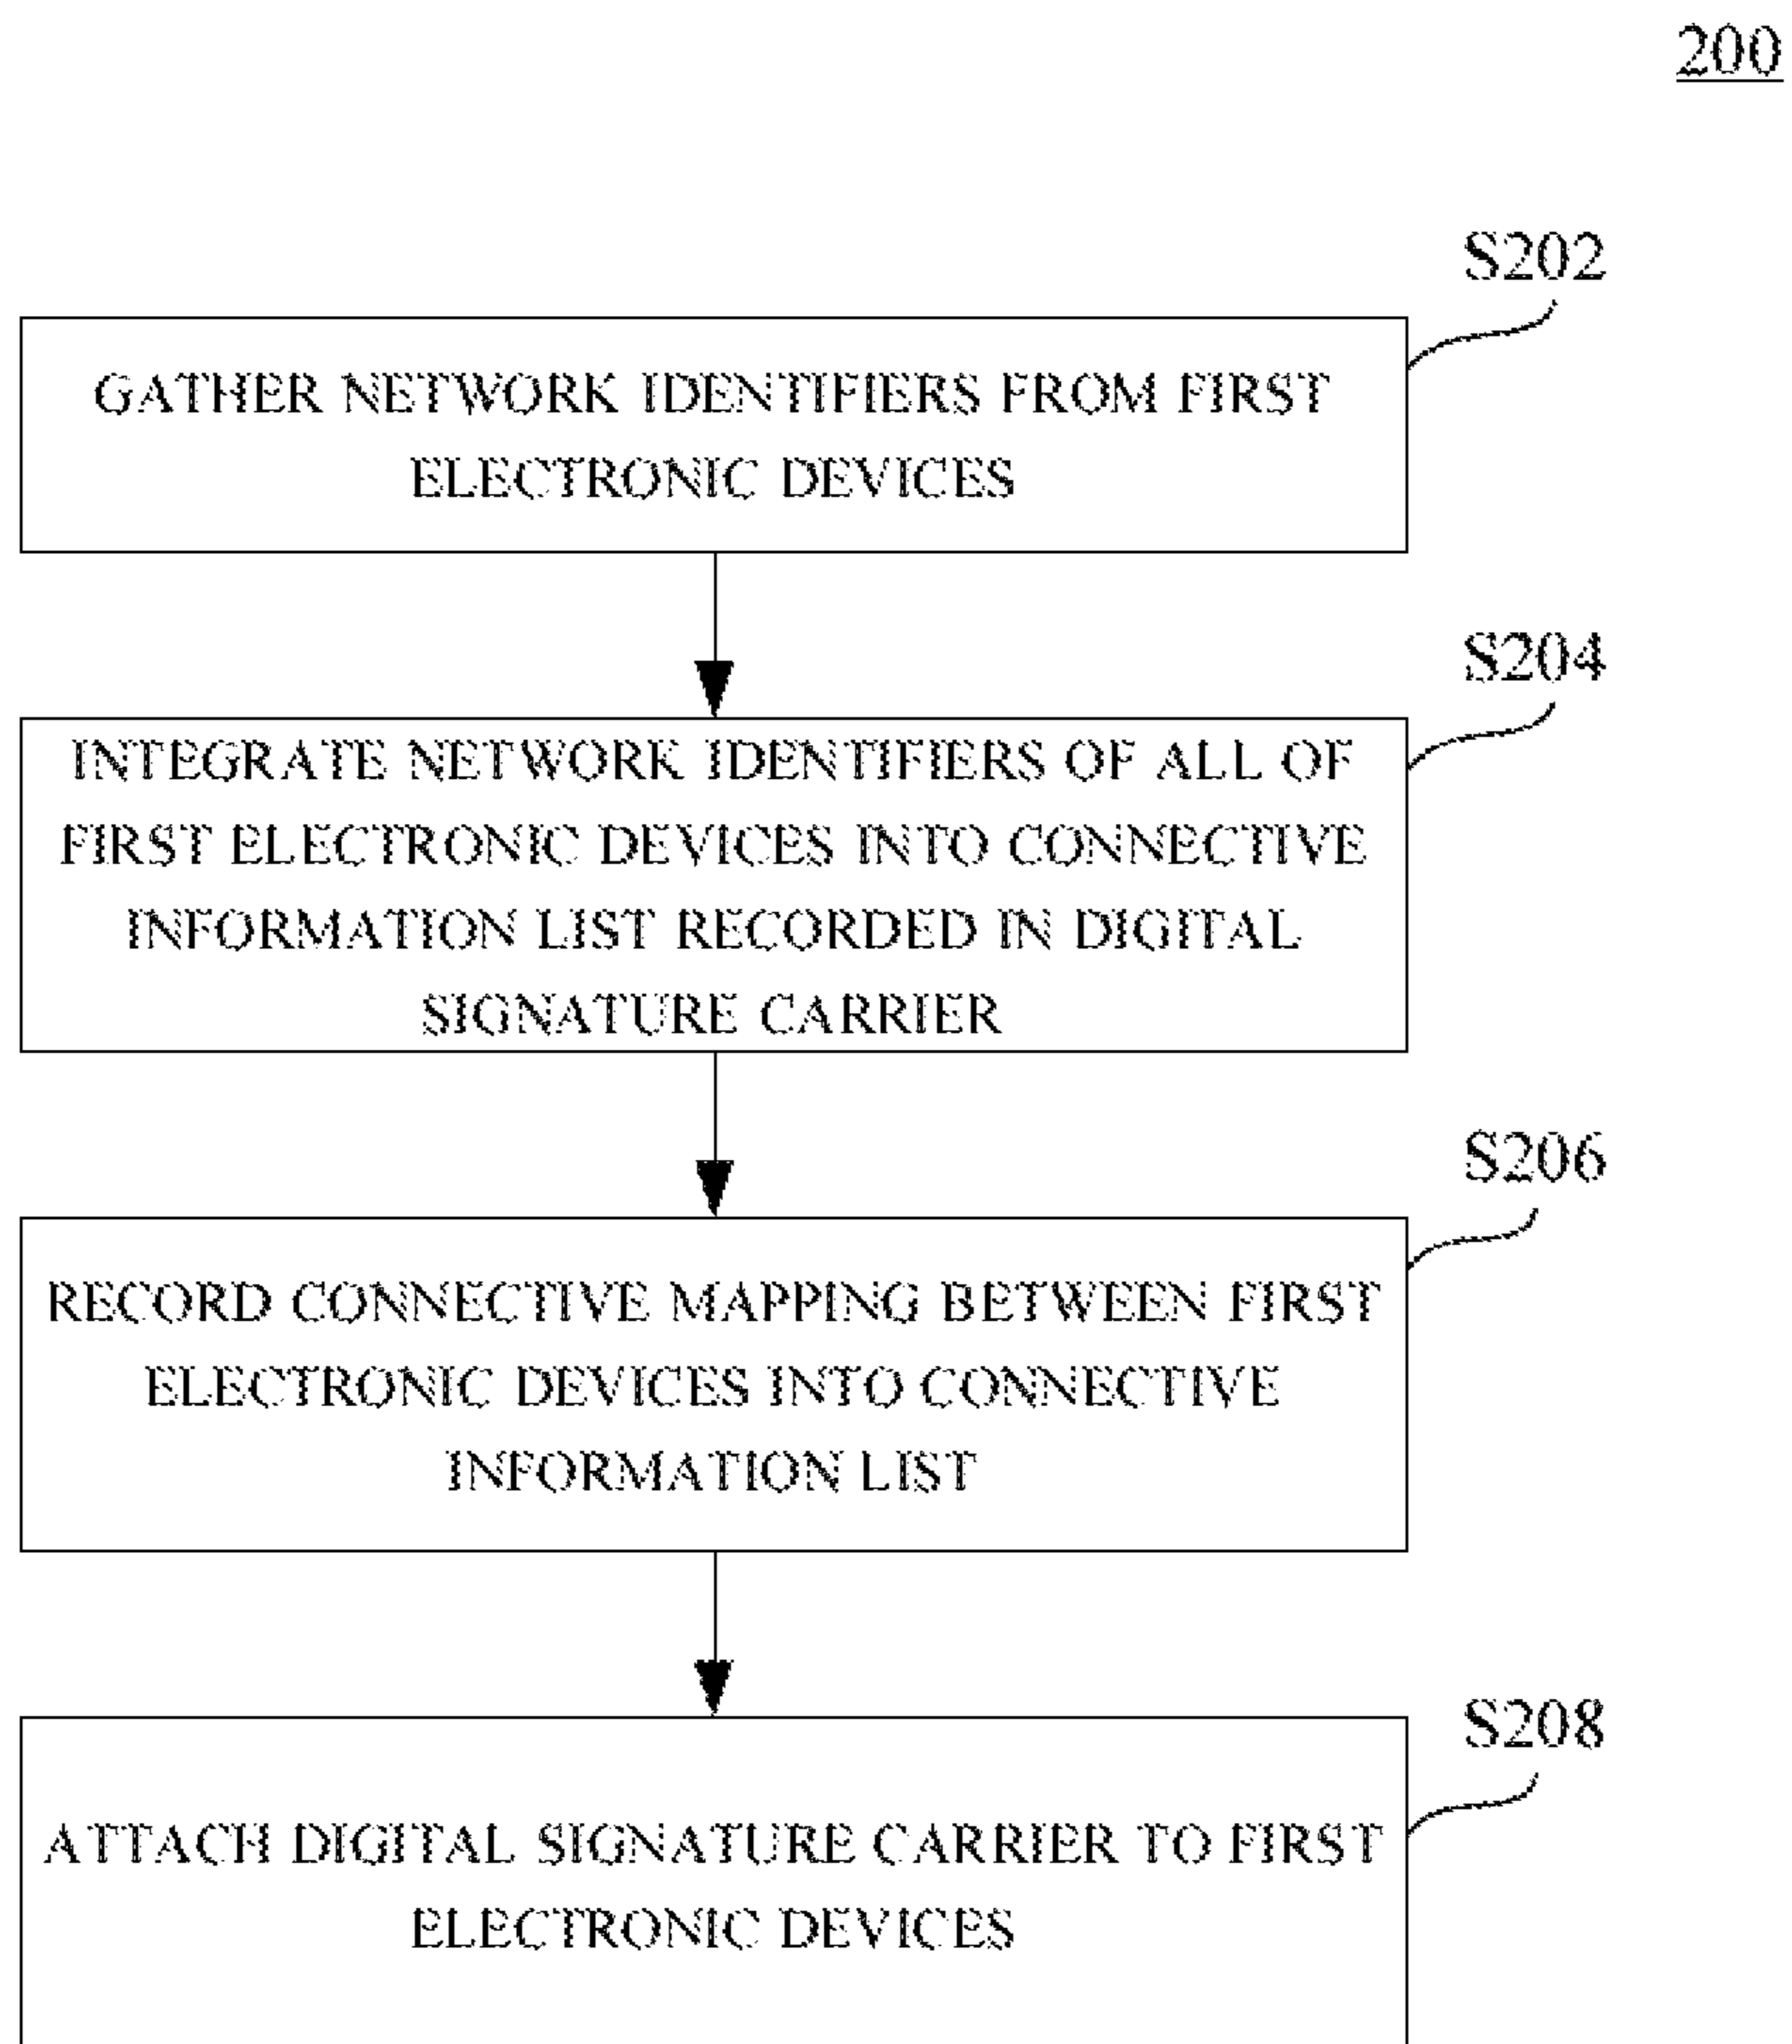 200
S202
GATHER NETWORK IDENTIFIERS FROM FIRST
ELECTRONIC DEVICES
S204
INTEGRATE NETWORK IDENTIFIERS OF ALL OF
FIRST ELECTRONIC DEVICES INTO CONNECTIVE
INFORMATION LIST RECORDED IN DIGITAL
SIGNATURE CARRIER
S206
RECORD CONNECTIVE MAPPING BETWEEN FIRST
ELECTRONIC DEVICES INTO CONNECTIVE
INFORMATION LIST
S208
ATTACH DIGITAL SIGNATURE CARRIER TO FIRST
ELECTRONIC DEVICES